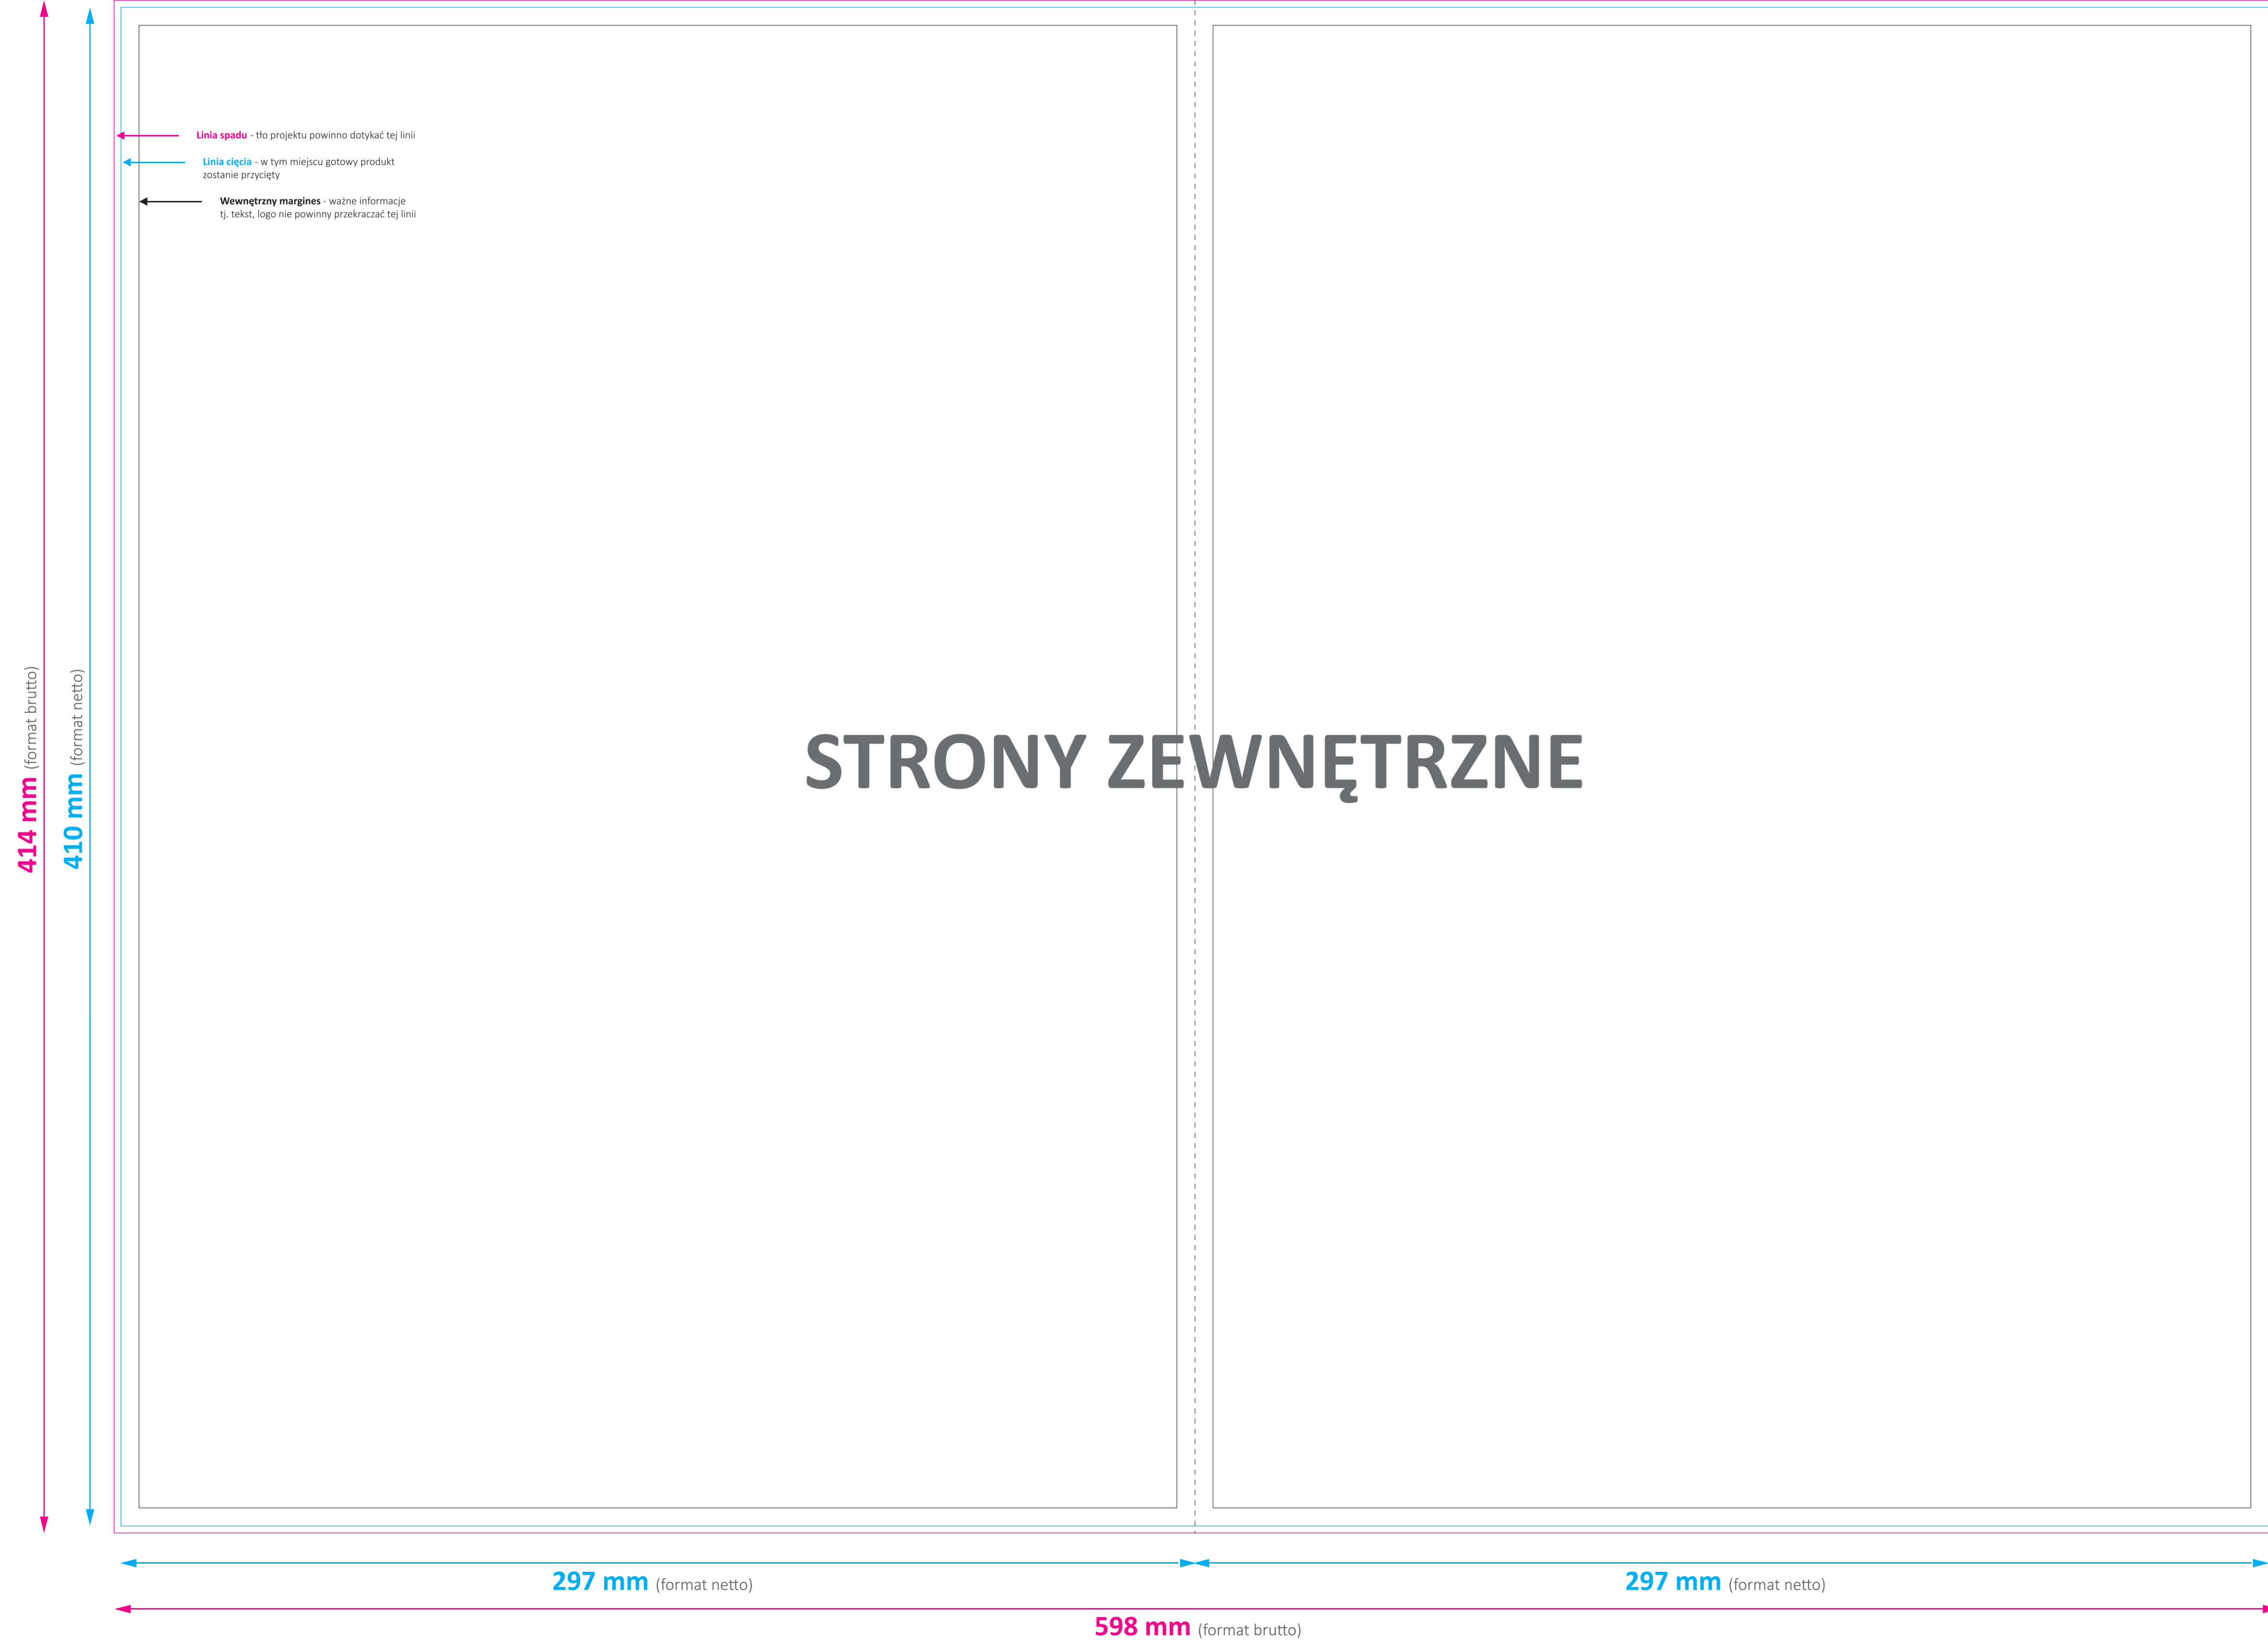 Linia spadu - tło projektu powinno dotykać tej linii
Linia cięcia - w tym miejscu gotowy produkt
zostanie przycięty
Wewnętrzny margines - ważne informacje
tj. tekst, logo nie powinny przekraczać tej linii
414 mm (format brutto)
410 mm (format netto)
STRONY ZEWNĘTRZNE
297 mm (format netto)
297 mm (format netto)
598 mm (format brutto)